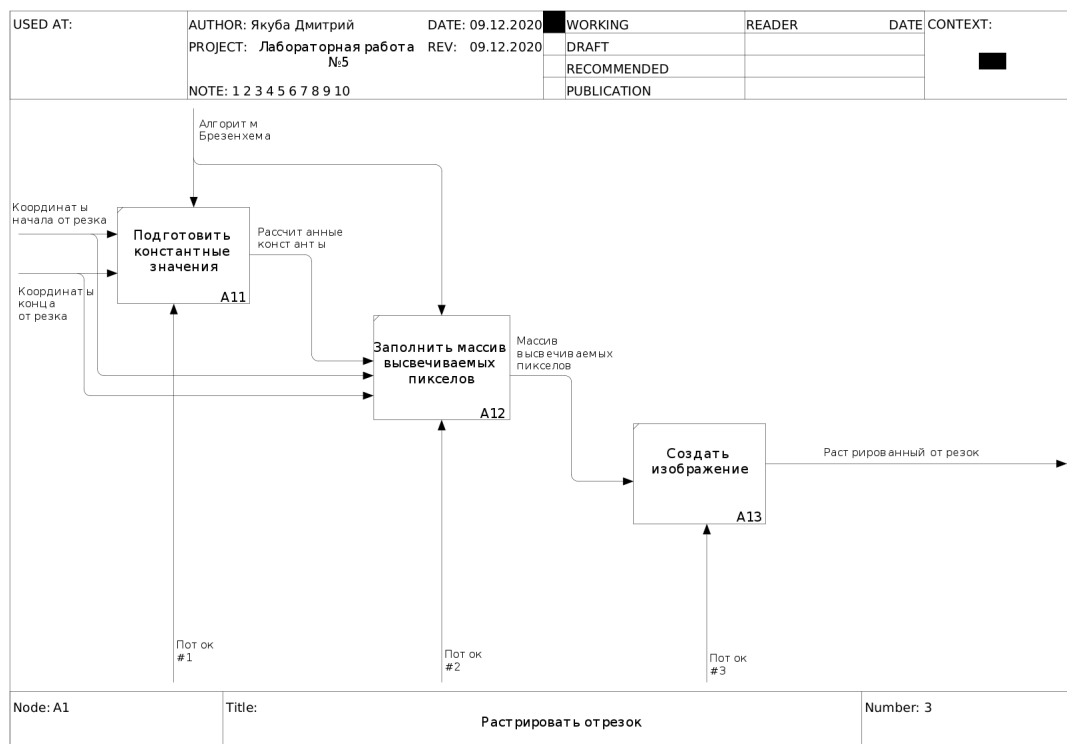 USED AT:
AUTHOR: Якуба Дмитрий
DATE: 09.12.2020
PROJECT: Лабораторная работа №5
REV: 09.12.2020
NOTE: 1 2 3 4 5 6 7 8 9 10
WORKING
DRAFT
RECOMMENDED
PUBLICATION
READER
DATE
CONTEXT:
Алгоритм
Брезенхема
Координаты
начала отрезка
Координаты
конца
отрезка
Подготовить
константные
значения
A11
Рассчитанные
константы
Заполнить массив
высвечиваемых
пикселов
A12
Массив
высвечиваемых
пикселов
Создать
изображение
A13
Растрированный отрезок
Поток
#1
Поток
#2
Поток
#3
Node: A1
Title:
Растрировать отрезок
Number: 3